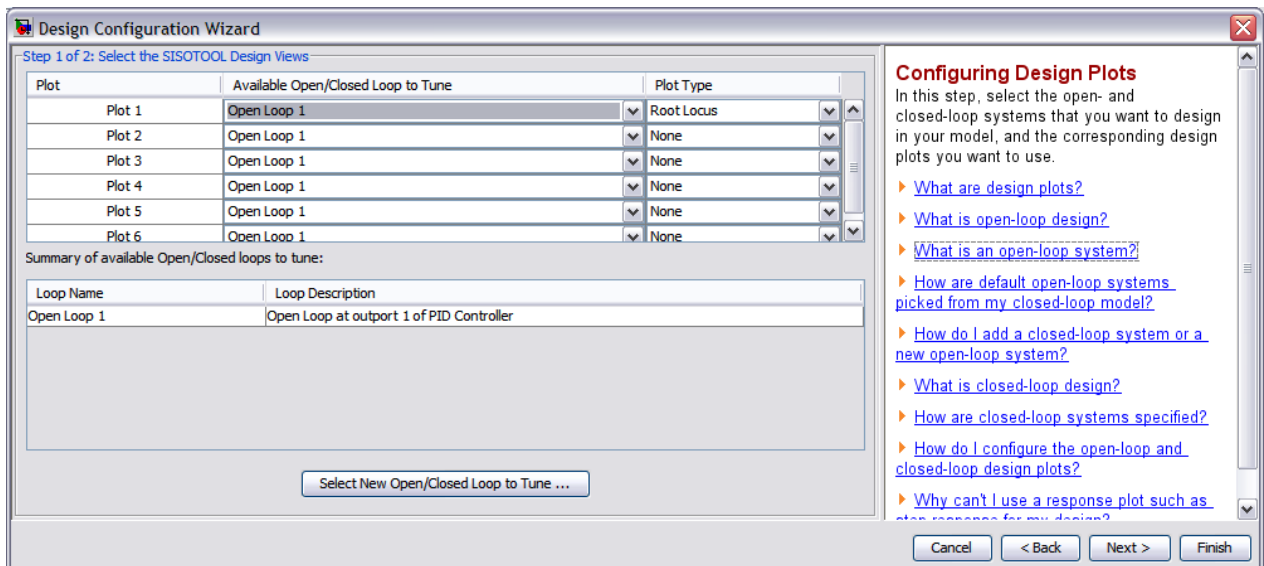 Design Configuration Wizard
Step 1 of 2: Select the SISOTOOL Design Views
Plot Available Open/Closed Loop to Tune Plot Type
Plot 1 Open Loop 1 Root Locus
Plot 2 Open Loop 1 None
Plot 3 Open Loop 1 None
Plot 4 Open Loop 1 None
Plot 5 Open Loop 1 None
Plot 6 Open Loop 1 None
Summary of available Open/Closed loops to tune:
Loop Name Loop Description
Open Loop 1 Open Loop at outport 1 of PID Controller
Select New Open/Closed Loop to Tune ...
Configuring Design Plots
In this step, select the open- and
closed-loop systems that you want to design
in your model, and the corresponding design
plots you want to use.
What are design plots?
What is open-loop design?
What is an open-loop system?
How are default open-loop systems
picked from my closed-loop model?
How do I add a closed-loop system or a
new open-loop system?
What is closed-loop design?
How are closed-loop systems specified?
How do I configure the open-loop and
closed-loop design plots?
Why can't I use a response plot such as
step response for my design?
Cancel < Back Next > Finish